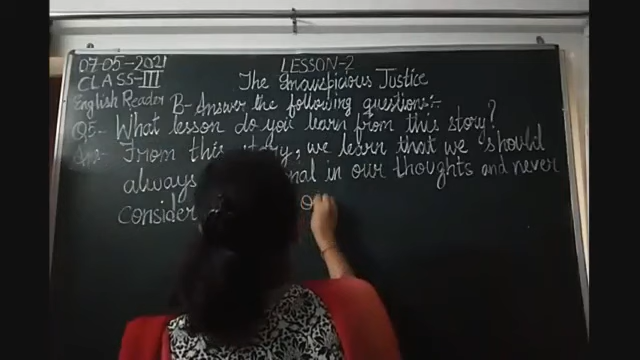 07-05-2021 LESSON-2
CLASS-III The Inauspicious Justice
English Reader B- Answer the following questions:-
Q5- What lesson do you learn from this story?
Ans- From this story, we learn that we should
always in our thoughts and never
consider